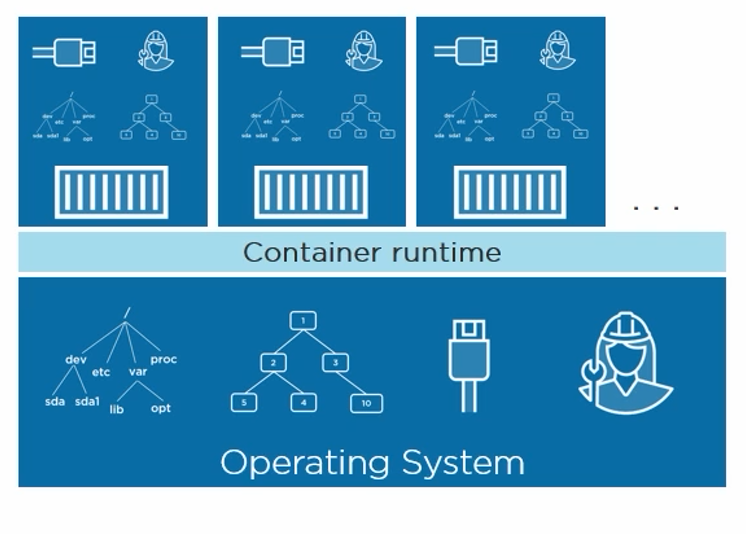 /
dev etc var proc
sda sda1 lib opt
/
dev etc var proc
sda sda1 lib opt
/
dev etc var proc
sda sda1 lib opt
. . .
Container runtime
/
dev etc var proc
sda sda1 lib opt
1
2 3
5 4 10
Operating System